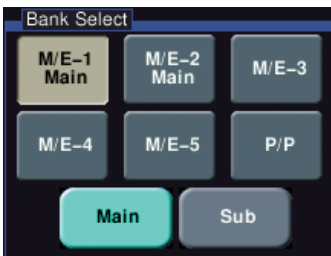 Bank Select
M/E-1
Main
M/E-2
Main
M/E-3
M/E-4
M/E-5
P/P
Main
Sub